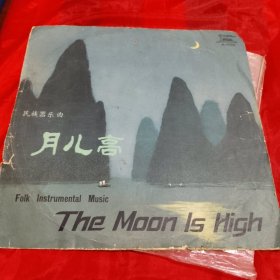 民族器乐曲
月儿高
Folk Instrumental Music
The Moon Is High